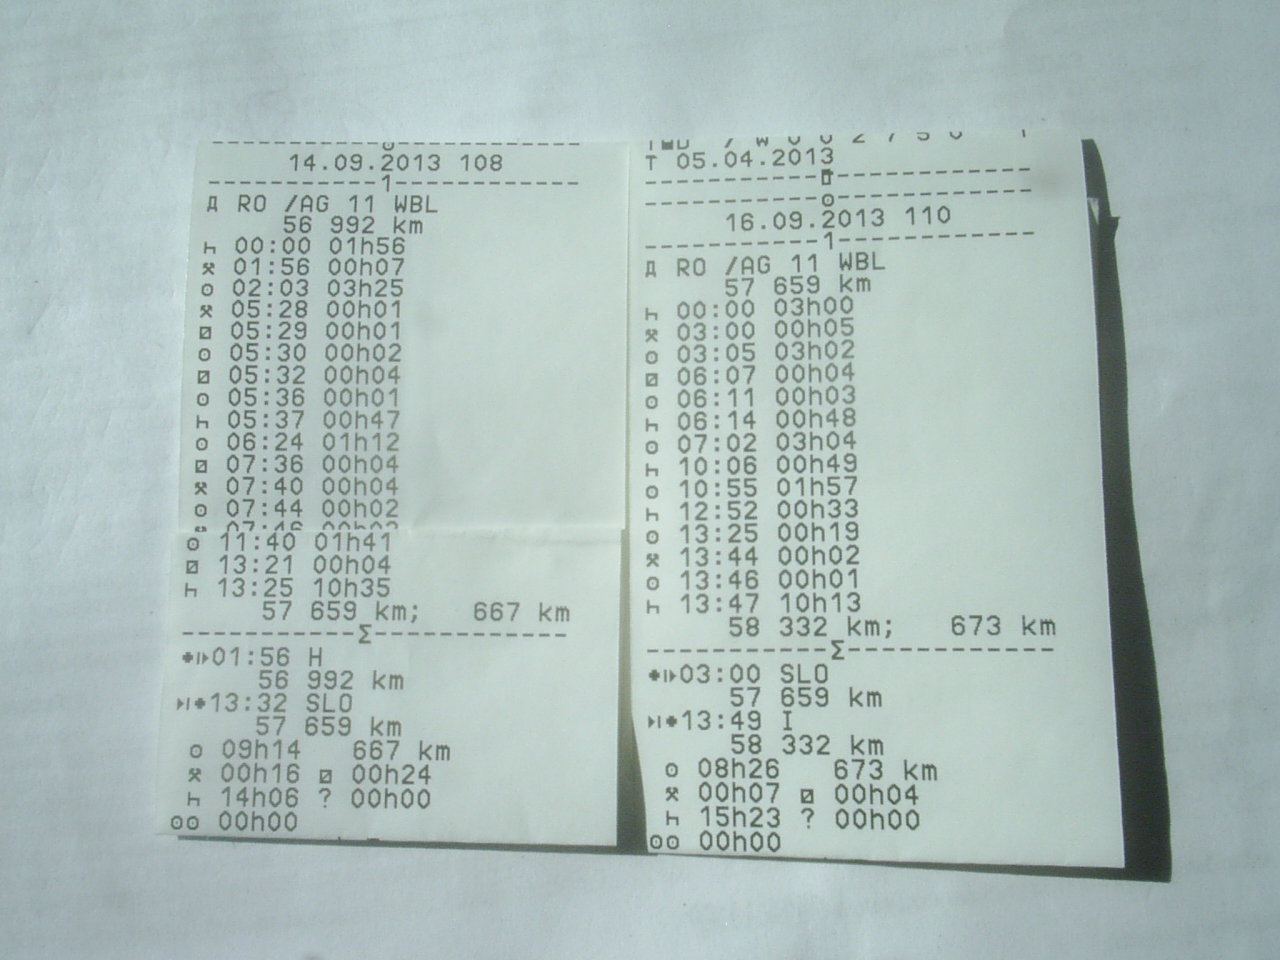 14.09.2013 108
----------1----------
RO /AG 11 WBL
56 992 km
00:00 01h56
01:56 00h07
02:03 03h25
05:28 00h01
05:29 00h01
05:30 00h02
05:32 00h04
05:36 00h01
05:37 00h47
06:24 01h12
07:36 00h04
07:40 00h04
07:44 00h02
11:40 01h41
13:21 00h04
13:25 10h35
57 659 km; 667 km
----------Σ----------
01:56 H
56 992 km
13:32 SLO
57 659 km
09h14 667 km
00h16 00h24
14h06 ? 00h00
00h00
T 05.04.2013
16.09.2013 110
----------1----------
RO /AG 11 WBL
57 659 km
00:00 03h00
03:00 00h05
03:05 03h02
06:07 00h04
06:11 00h03
06:14 00h48
07:02 03h04
10:06 00h49
10:55 01h57
12:52 00h33
13:25 00h19
13:44 00h02
13:46 00h01
13:47 10h13
58 332 km; 673 km
----------Σ----------
03:00 SLO
57 659 km
13:49 I
58 332 km
08h26 673 km
00h07 00h04
15h23 ? 00h00
00h00